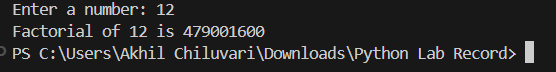 Enter a number: 12
Factorial of 12 is 479001600
PS C:\Users\Akhil Chiluvari\Downloads\Python Lab Record>